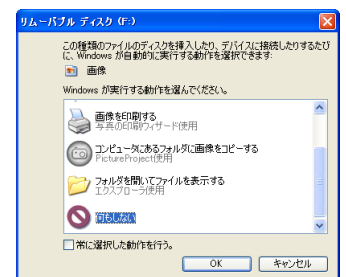 リムーバブル ディスク (F:)
この種類のファイルのディスクを挿入したり、デバイスに接続したりするたび
に、Windows が自動的に実行する動作を選択できます:
画像
Windows が実行する動作を選んでください。
画像を印刷する
写真の印刷ウィザード使用
コンピュータにあるフォルダに画像をコピーする
PictureProject使用
フォルダを開いてファイルを表示する
エクスプローラ使用
何もしない
常に選択した動作を行う。
OK
キャンセル